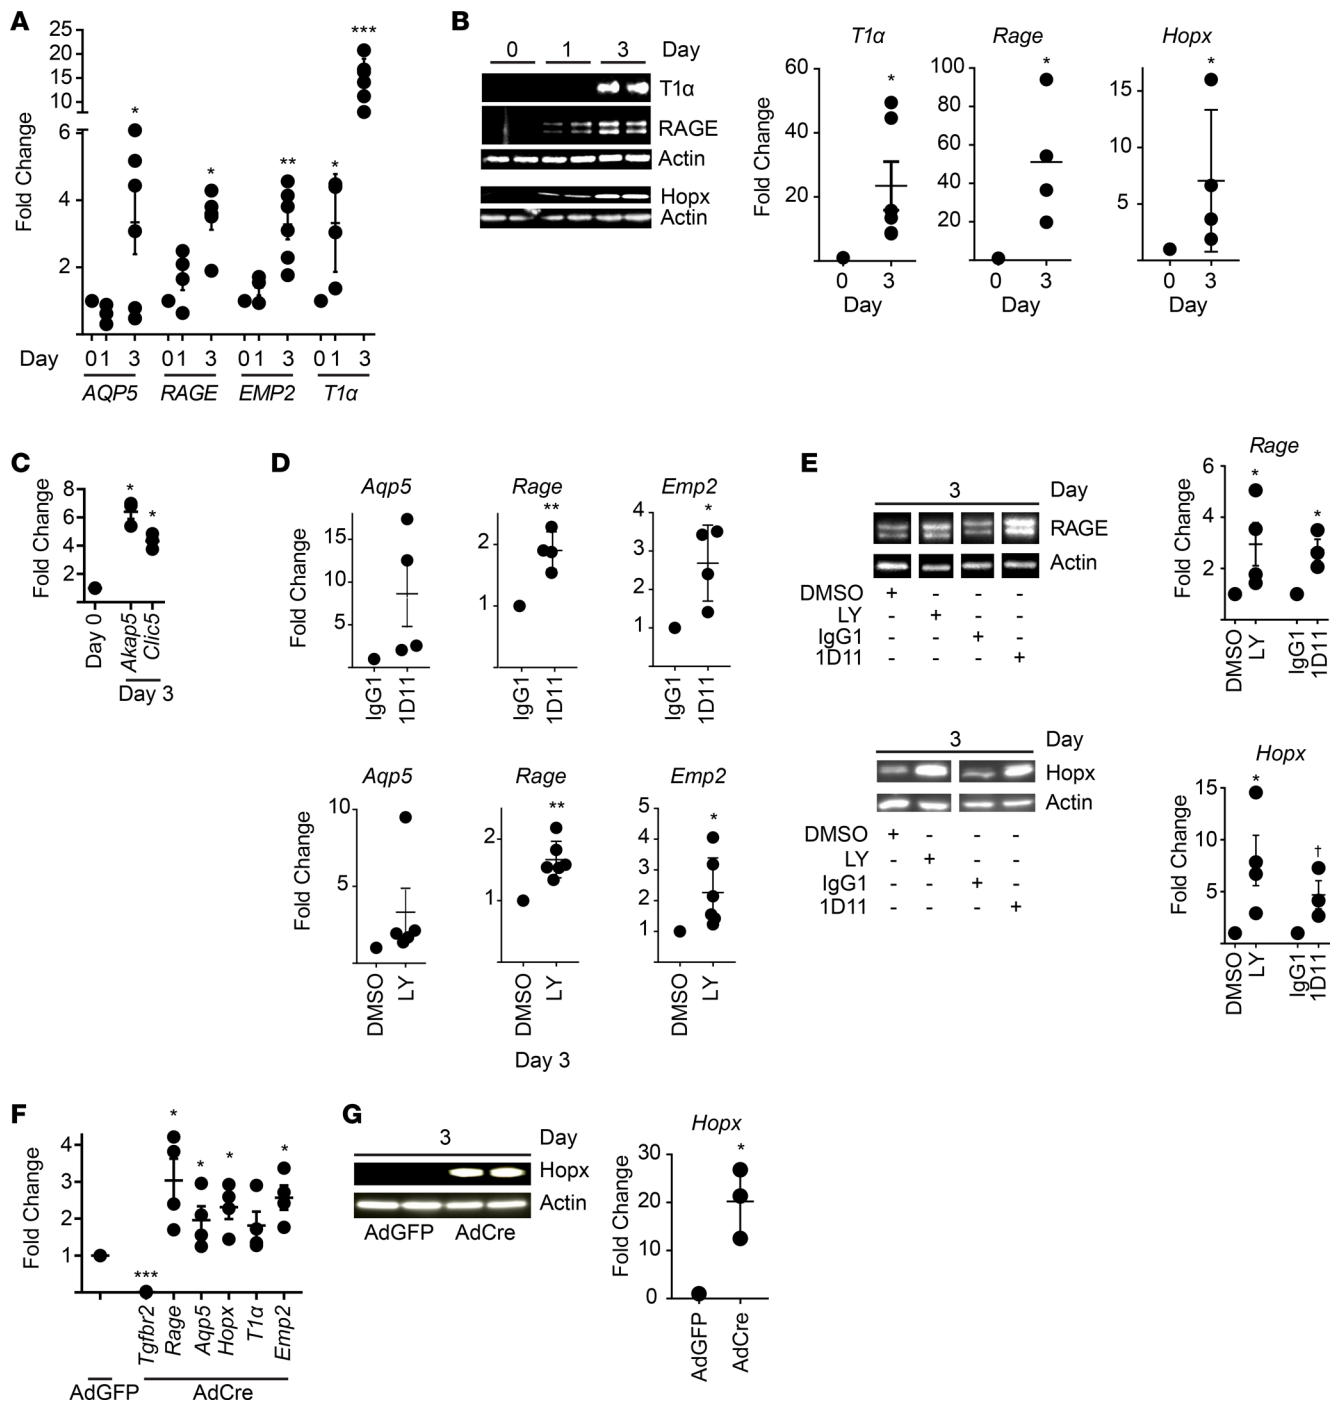 A
25
20
15
10
6
4
2
Fold Change
*
*
**
*
***
Day
0 1 3 0 1 3 0 1 3 0 1 3
AQP5 RAGE EMP2 T1α
B
0 1 3 Day
T1α
RAGE
Actin
Hopx
Actin
T1α
Fold Change
60
40
20
*
0 3
Day
Rage
100
80
60
40
20
*
0 3
Day
Hopx
15
10
5
*
0 3
Day
C
Fold Change
8
6
4
2
*
*
Day 0
Akap5
Clic5
Day 3
D
Aqp5
Fold Change
15
10
5
IgG1
1D11
Rage
**
2
1
IgG1
1D11
Emp2
*
4
3
2
1
IgG1
1D11
Aqp5
Fold Change
10
5
DMSO
LY
Rage
**
2
1
DMSO
LY
Emp2
*
5
4
3
2
1
DMSO
LY
Day 3
E
3 Day
RAGE
Actin
DMSO + - - -
LY - + - -
IgG1 - - + -
1D11 - - - +
Rage
Fold Change
6
4
2
*
*
DMSO
LY
IgG1
1D11
3 Day
Hopx
Actin
DMSO + - - -
LY - + - -
IgG1 - - + -
1D11 - - - +
Hopx
Fold Change
15
10
5
*
†
DMSO
LY
IgG1
1D11
F
Fold Change
4
3
2
1
***
*
*
*
*
Tgfbr2
Rage
Aqp5
Hopx
T1α
Emp2
AdGFP AdCre
G
3 Day
Hopx
Actin
AdGFP AdCre
Hopx
Fold Change
30
20
10
0
*
AdGFP
AdCre